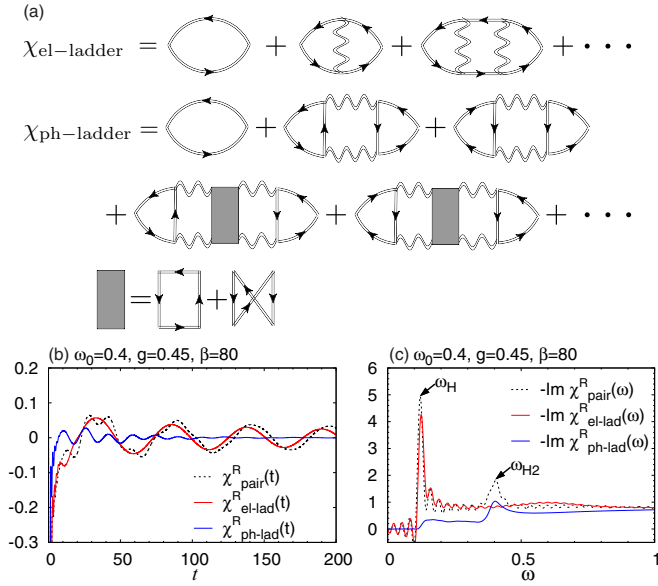 (a)
χel−ladder = + + + • • •
χph−ladder = + +
+ + + • • •
= +
(b) ω0=0.4, g=0.45, β=80
0.2
0.1
0
-0.1
-0.2
-0.3
0 50 100 150 200
t
χRpair(t)
χRel-lad(t)
χRph-lad(t)
(c) ω0=0.4, g=0.45, β=80
6
5
4
3
2
1
0
0 0.5 1
ω
ωH
ωH2
-Im χRpair(ω)
-Im χRel-lad(ω)
-Im χRph-lad(ω)